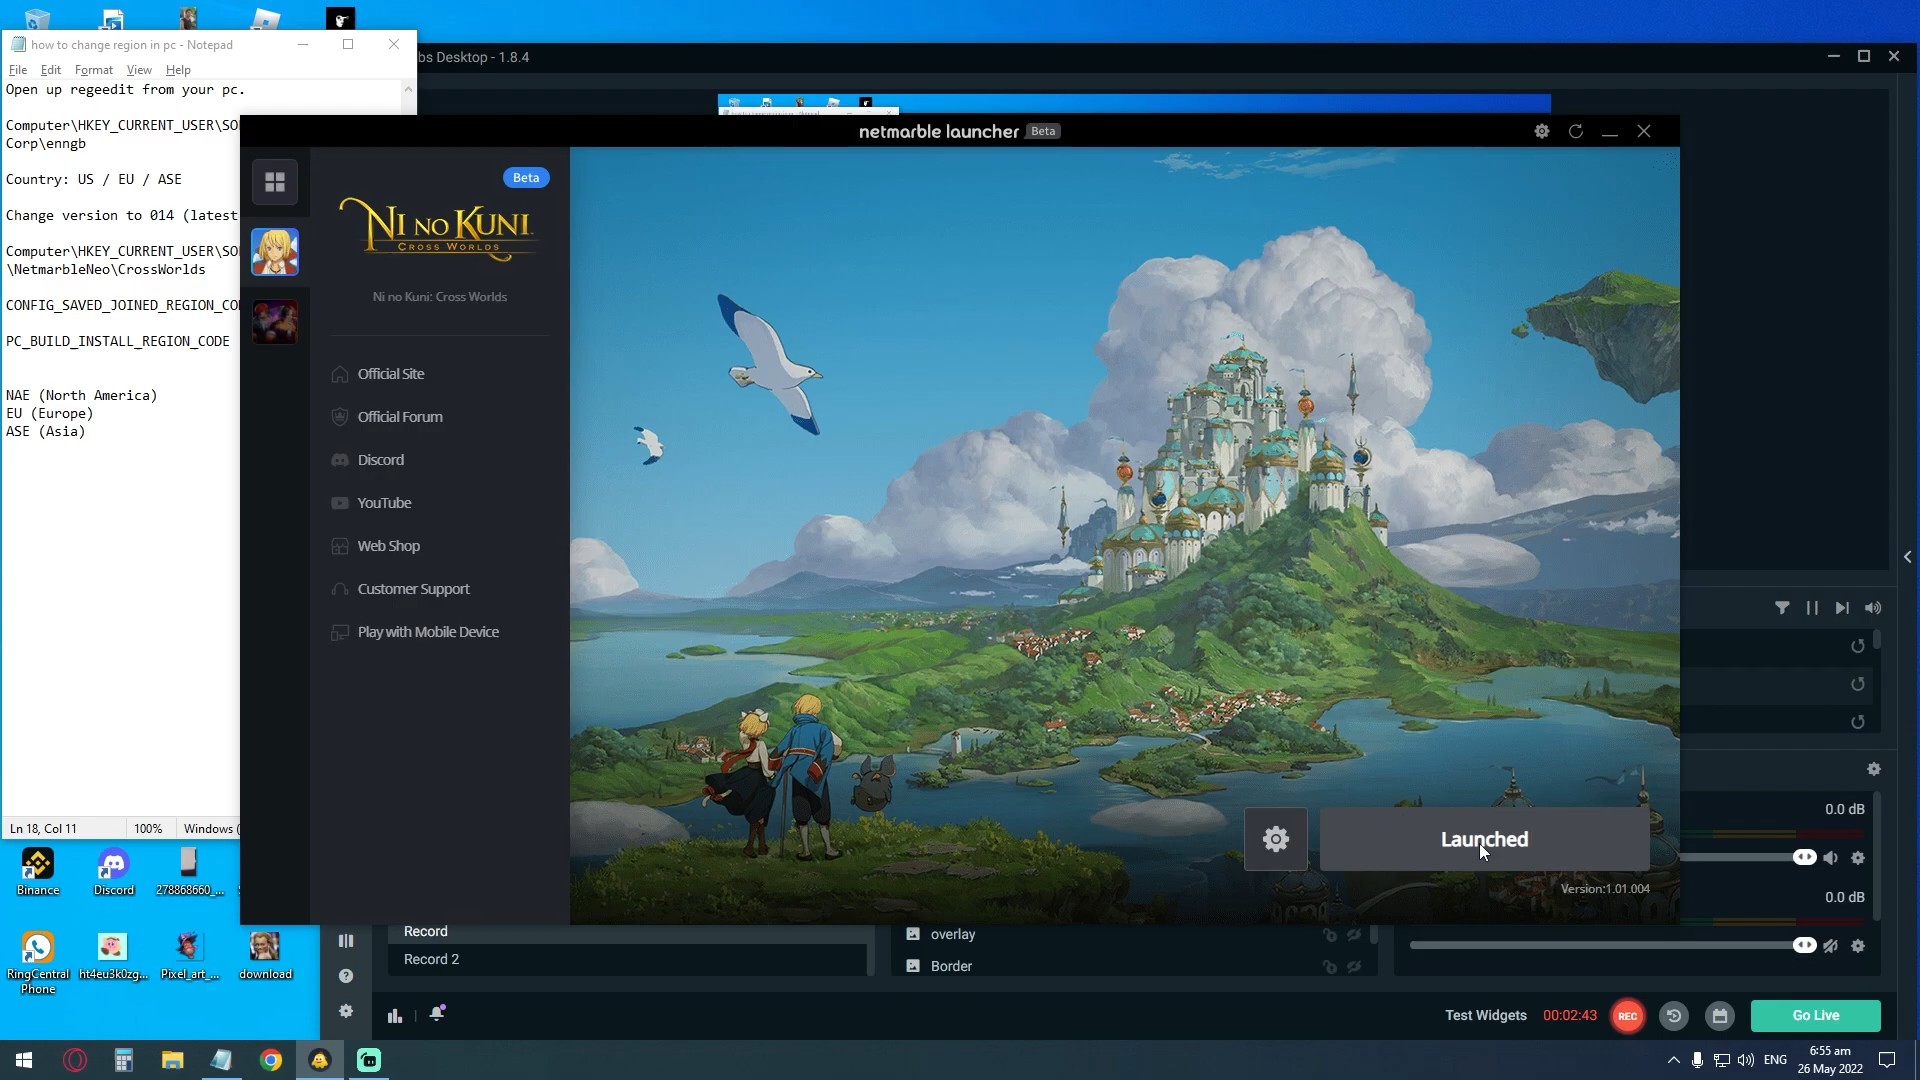 how to change region in pc - Notepad
File Edit Format View Help
Open up regeedit from your pc.
Computer\HKEY_CURRENT_USER\SO
Corp\enngb
Country: US / EU / ASE
Change version to 014 (latest
Computer\HKEY_CURRENT_USER\SO
\NetmarbleNeo\CrossWorlds
CONFIG_SAVED_JOINED_REGION_CO
PC_BUILD_INSTALL_REGION_CODE
NAE (North America)
EU (Europe)
ASE (Asia)
Ln 18, Col 11
100%
Windows (
bs Desktop - 1.8.4
netmarble launcher Beta
Beta
NI NO KUNI
CROSS WORLDS
Ni no Kuni: Cross Worlds
Official Site
Official Forum
Discord
YouTube
Web Shop
Customer Support
Play with Mobile Device
Launched
Version:1.01.004
0.0 dB
0.0 dB
Binance
Discord
278868660_...
RingCentral
Phone
ht4eu3k0zg...
Pixel_art_...
download
Record
Record 2
overlay
Border
Test Widgets
00:02:43
REC
Go Live
ENG
6:55 am
26 May 2022